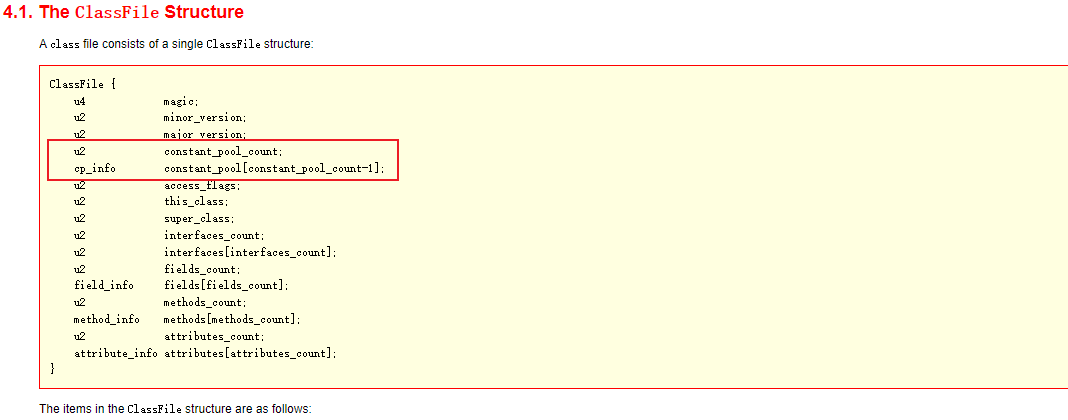 4.1. The ClassFile Structure
A class file consists of a single ClassFile structure:
ClassFile {
u4 magic;
u2 minor_version;
u2 major_version;
u2 constant_pool_count;
cp_info constant_pool[constant_pool_count-1];
u2 access_flags;
u2 this_class;
u2 super_class;
u2 interfaces_count;
u2 interfaces[interfaces_count];
u2 fields_count;
field_info fields[fields_count];
u2 methods_count;
method_info methods[methods_count];
u2 attributes_count;
attribute_info attributes[attributes_count];
}
The items in the ClassFile structure are as follows: